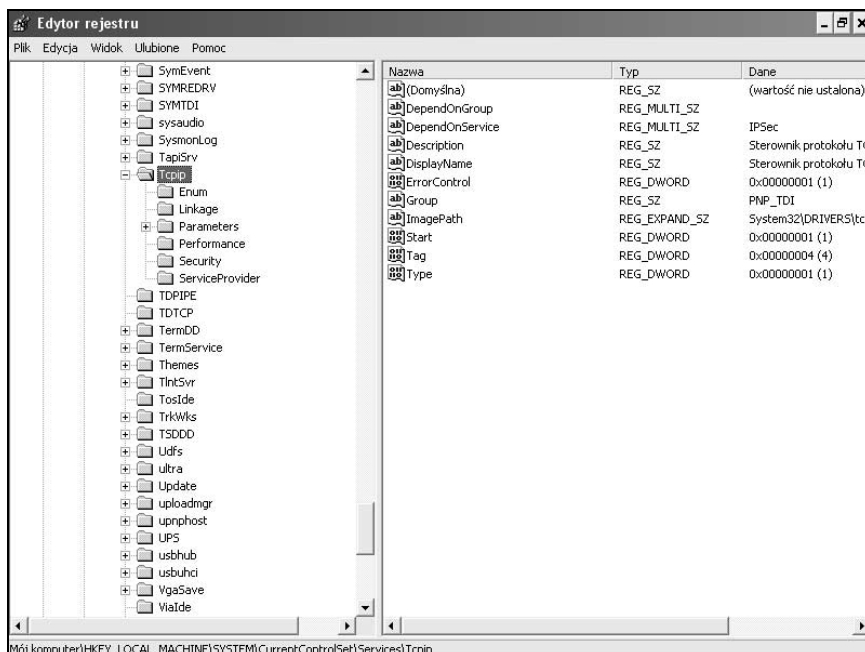 Edytor rejestru
Plik Edycja Widok Ulubione Pomoc
SymEvent
SYMREDRV
SYMTDI
sysaudio
SysmonLog
TapiSrv
Tcpip
Enum
Linkage
Parameters
Performance
Security
ServiceProvider
TDPIPE
TDTCP
TermDD
TermService
Themes
TlntSvr
TosIde
TrkWks
TSDDD
Udfs
ultra
Update
uploadmgr
upnphost
UPS
usbhub
usbuhci
VgaSave
ViaIde
Nazwa Typ Dane
(Domyślna) REG_SZ (wartość nie ustalona)
DependOnGroup REG_MULTI_SZ
DependOnService REG_MULTI_SZ IPSec
Description REG_SZ Sterownik protokołu TC
DisplayName REG_SZ Sterownik protokołu TC
ErrorControl REG_DWORD 0x00000001 (1)
Group REG_SZ PNP_TDI
ImagePath REG_EXPAND_SZ System32\DRIVERS\tc
Start REG_DWORD 0x00000001 (1)
Tag REG_DWORD 0x00000004 (4)
Type REG_DWORD 0x00000001 (1)
Mój komputer\HKEY_LOCAL_MACHINE\SYSTEM\CurrentControlSet\Services\Tcpip